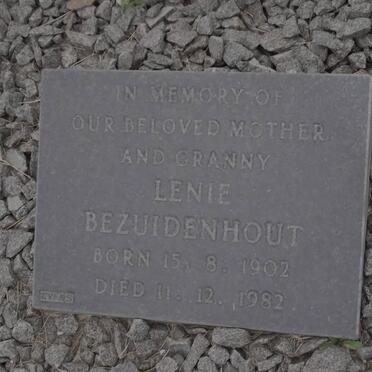 IN MEMORY OF
OUR BELOVED MOTHER
AND GRANNY
LENIE
BEZUIDENHOUT
BORN 15. 8. 1902
DIED 11. 12. 1982